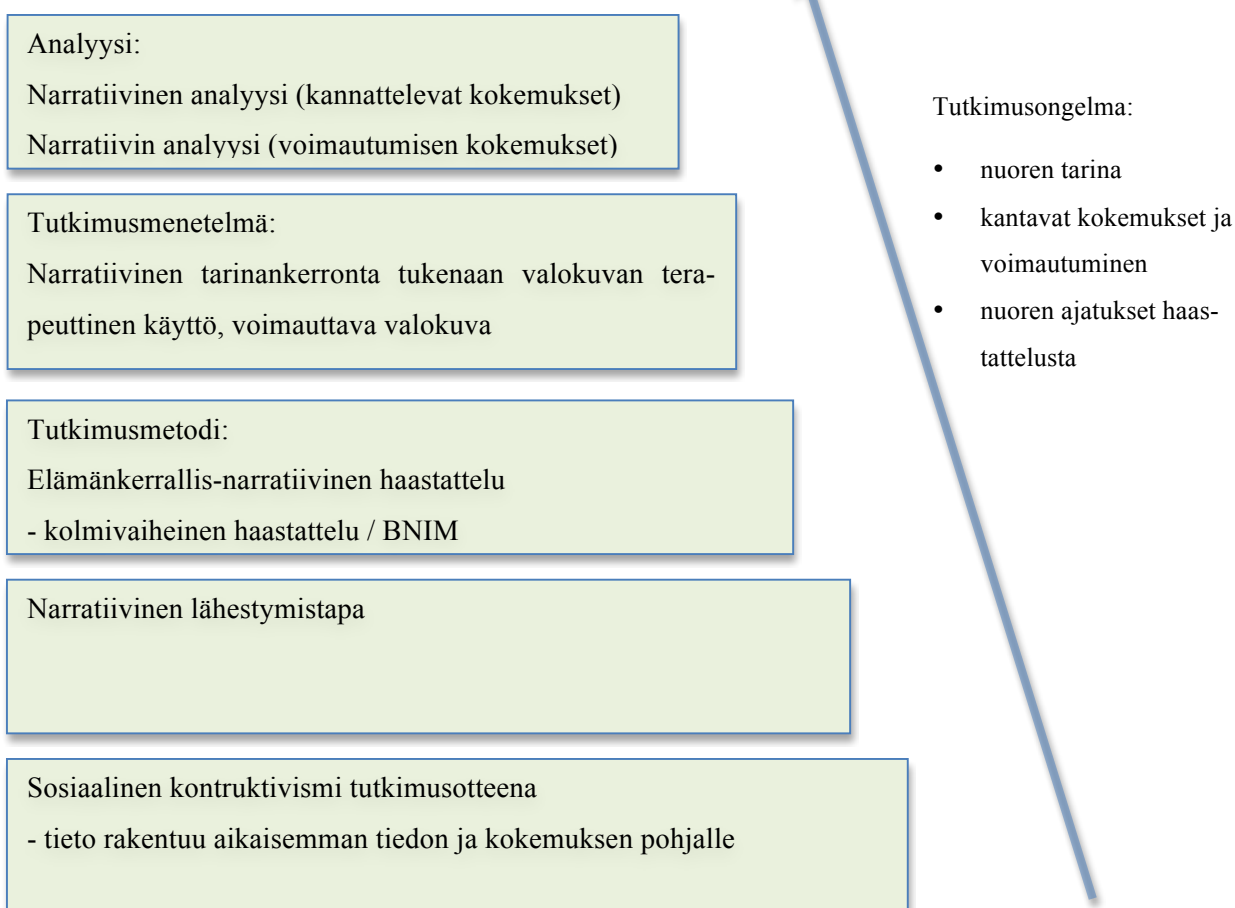 Analyysi:
Narratiivinen analyysi (kannattelevat kokemukset)
Narratiivin analyysi (voimautumisen kokemukset)
Tutkimusmenetelmä:
Narratiivinen tarinankerronta tukenaan valokuvan tera-
peuttinen käyttö, voimauttava valokuva
Tutkimusmetodi:
Elämänkerrallis-narratiivinen haastattelu
- kolmivaiheinen haastattelu / BNIM
Narratiivinen lähestymistapa
Sosiaalinen kontruktivismi tutkimusotteena
- tieto rakentuu aikaisemman tiedon ja kokemuksen pohjalle
Tutkimusongelma:
• nuoren tarina
• kantavat kokemukset ja
voimautuminen
• nuoren ajatukset haas-
tattelusta